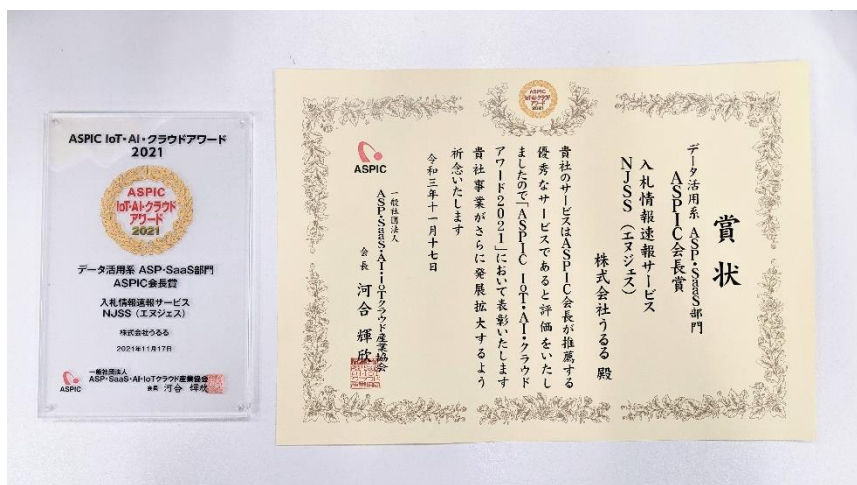 ASPIC IoT・AI・クラウドアワード
2021
ASPIC
IoT・AI・クラウド
アワード
2021
データ活用系 ASP・SaaS部門
ASPIC会長賞
入札情報速報サービス
NJSS（エヌジェス）
株式会社うるる
2021年11月17日
ASPIC
一般社団法人
ASP・SaaS・AI・IoTクラウド産業協会
会長 河合 輝欣
ASPIC
IoT・AI・クラウド
アワード
2021
賞状
データ活用系 ASP・SaaS部門
ASPIC会長賞
入札情報速報サービス
NJSS（エヌジェス）
株式会社うるる 殿
貴社のサービスはASPIC会長が推薦する
優秀なサービスであると評価をいたし
ましたので「ASPIC IoT・AI・クラウド
アワード2021」において表彰いたします
貴社事業がさらに発展拡大するよう
祈念いたします
令和三年十一月十七日
ASPIC
一般社団法人
ASP・SaaS・AI・IoTクラウド産業協会
会長 河合 輝欣